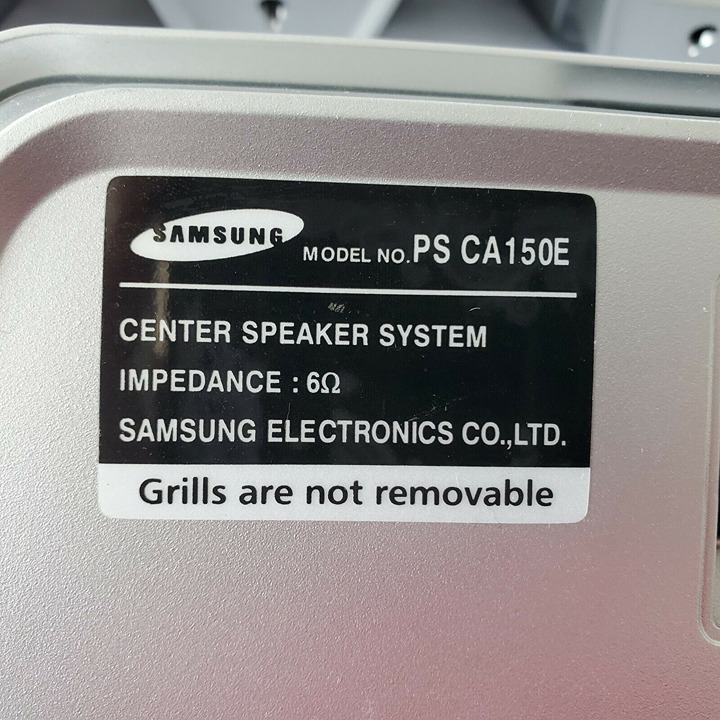 SAMSUNG MODEL NO.PS CA150E
CENTER SPEAKER SYSTEM
IMPEDANCE : 6Ω
SAMSUNG ELECTRONICS CO.,LTD.
Grills are not removable